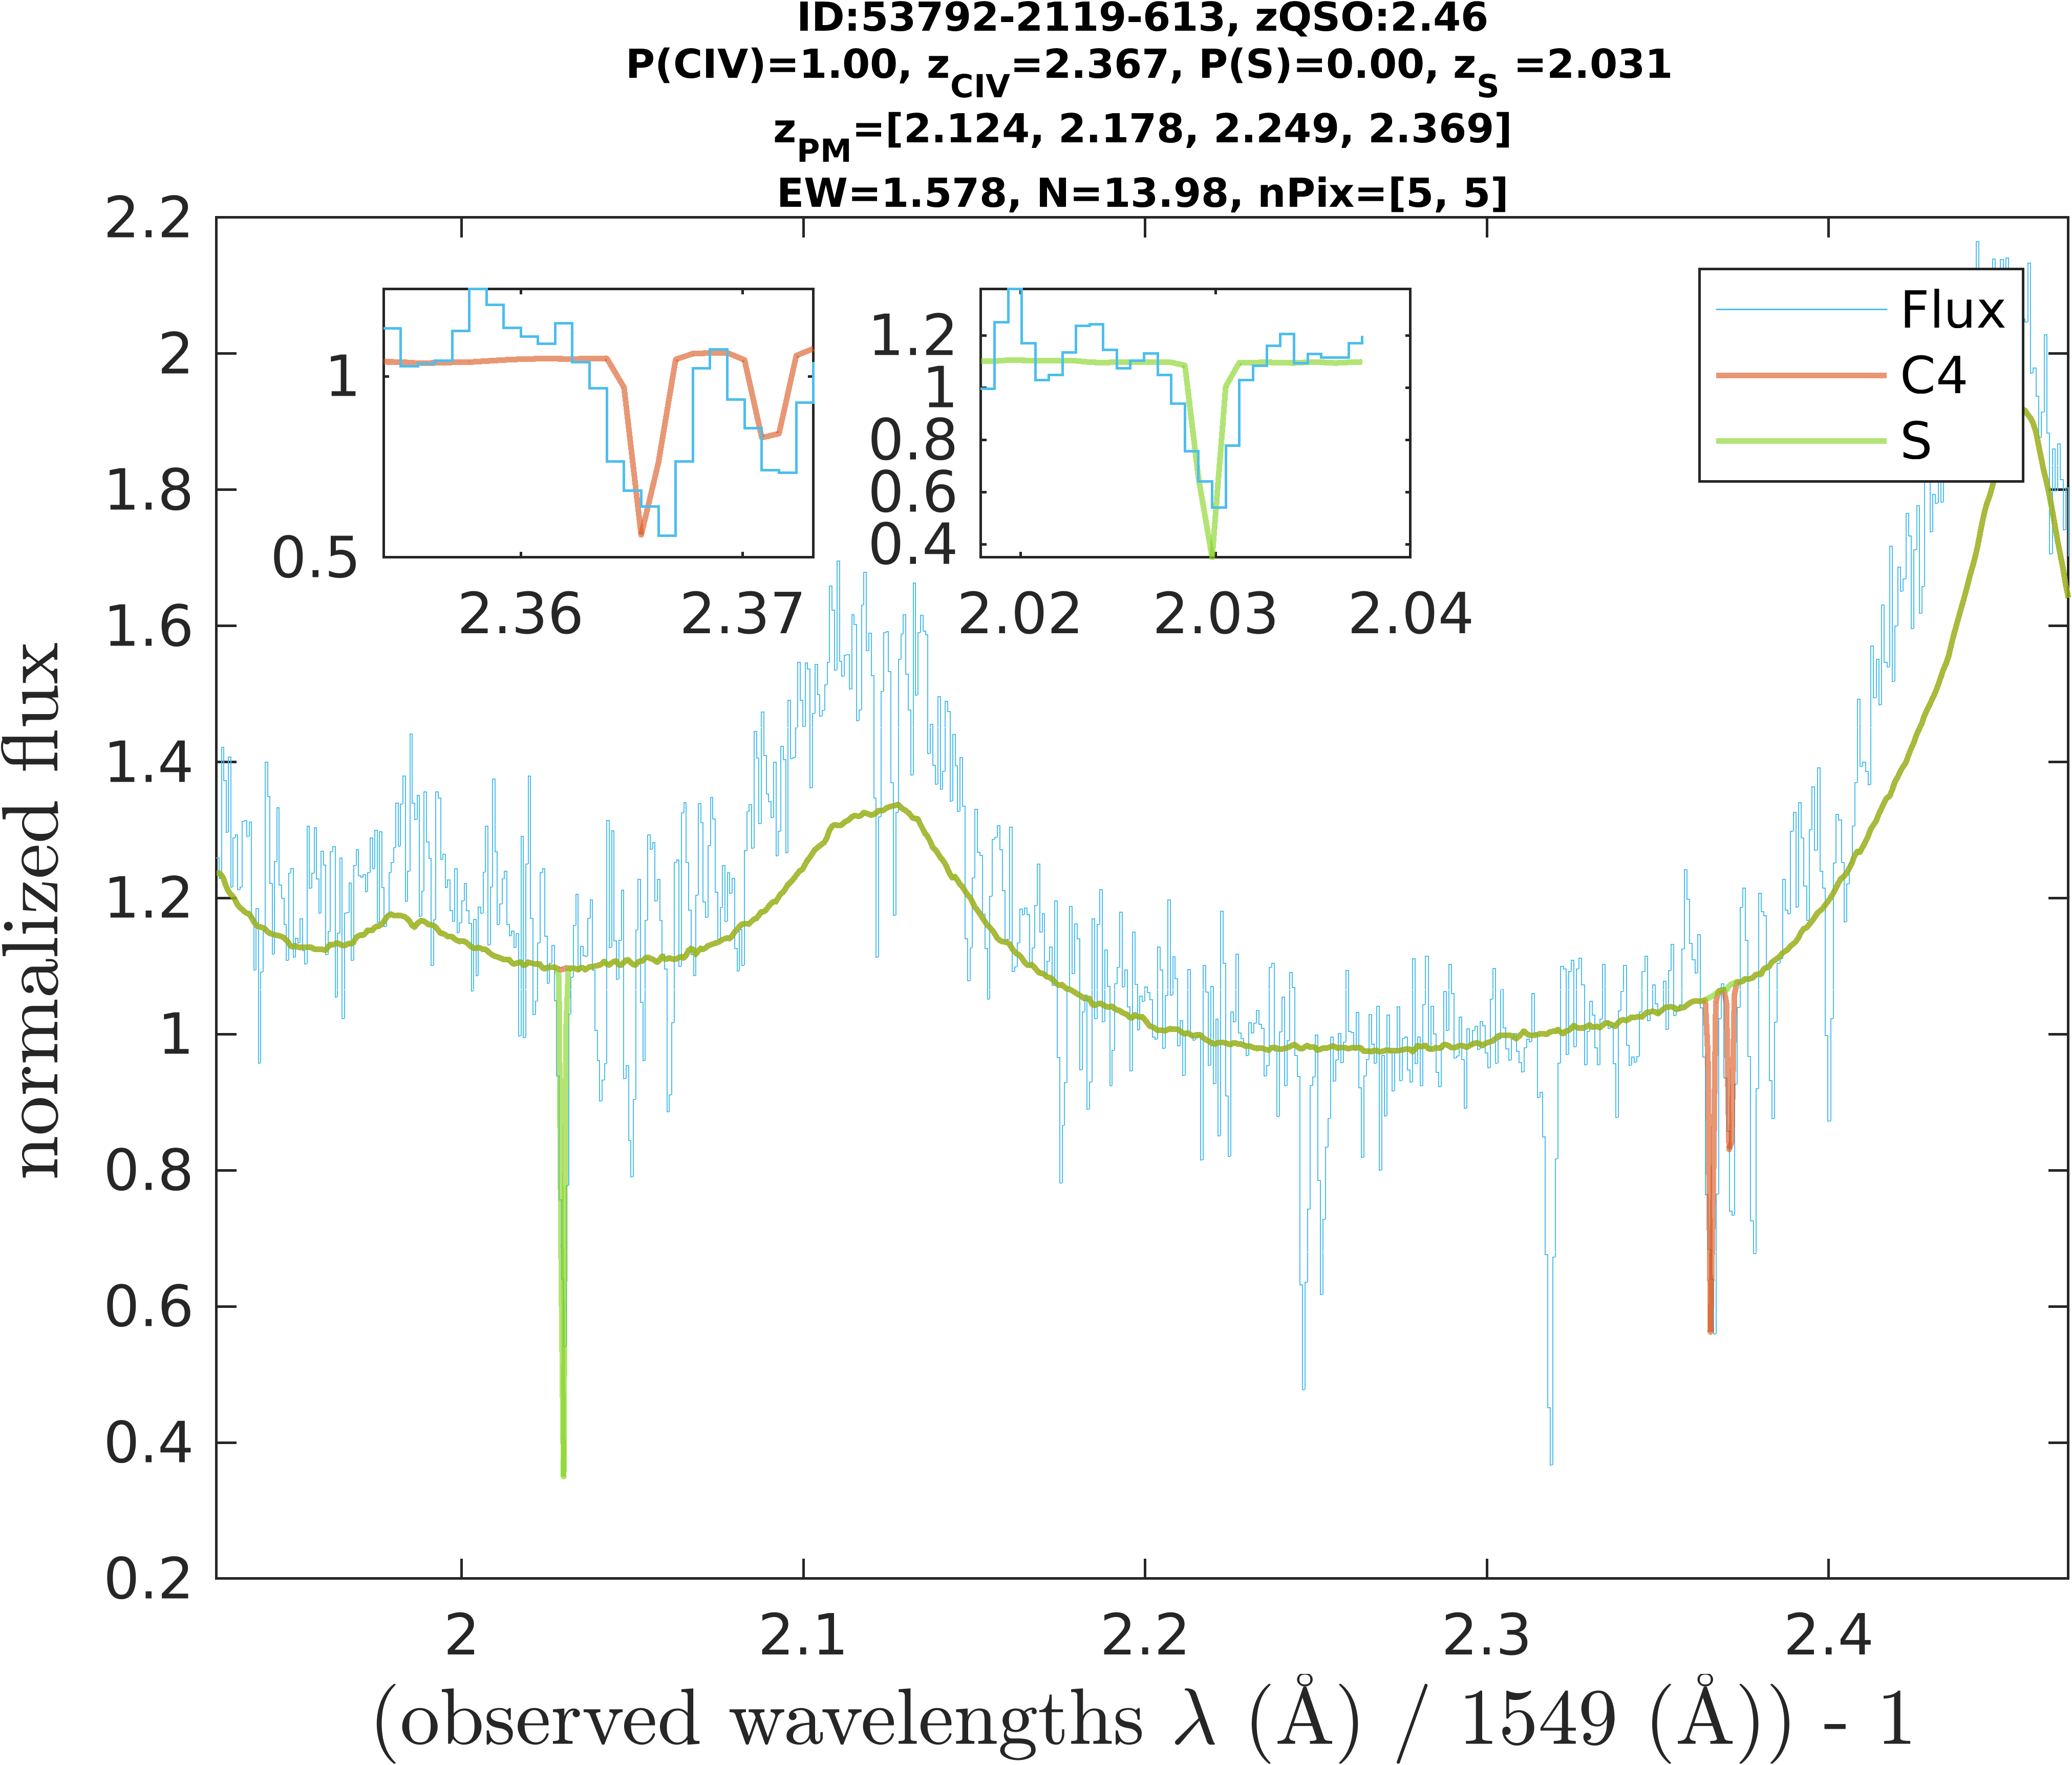 ID:53792-2119-613, zQSO:2.46
P(CIV)=1.00, z_CIV=2.367, P(S)=0.00, z_S =2.031
z_PM=[2.124, 2.178, 2.249, 2.369]
EW=1.578, N=13.98, nPix=[5, 5]
2.2
2
1.8
1.6
1.4
1.2
1
0.8
0.6
0.4
0.2
normalized flux
1
0.5
2.36 2.37
1.2
1
0.8
0.6
0.4
2.02 2.03 2.04
Flux
C4
S
2 2.1 2.2 2.3 2.4
(observed wavelengths λ (Å) / 1549 (Å)) - 1